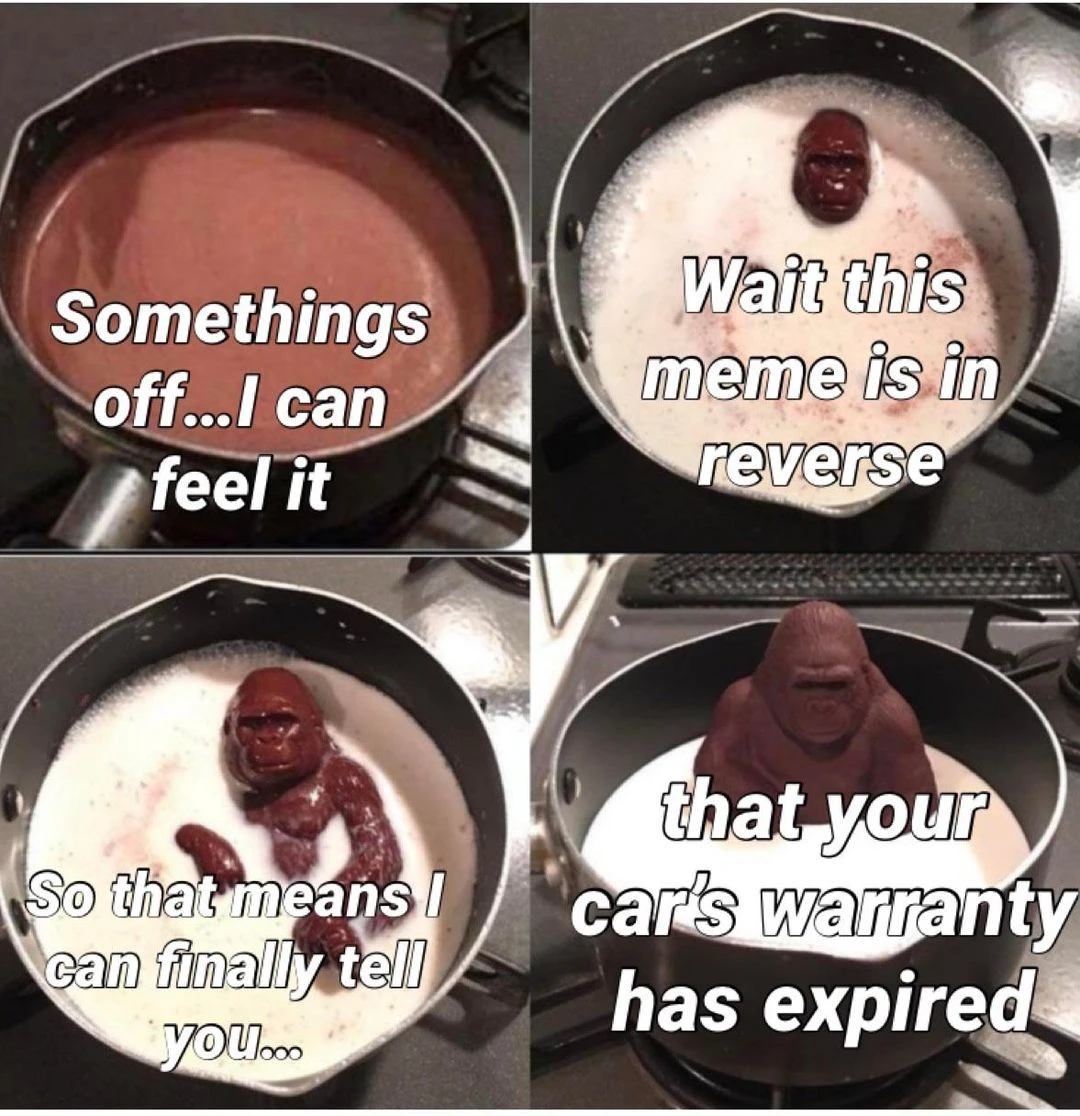 Somethings
off...I can
feel it
Wait this
meme is in
reverse
So that means I
can finally tell
you...
that your
car's warranty
has expired